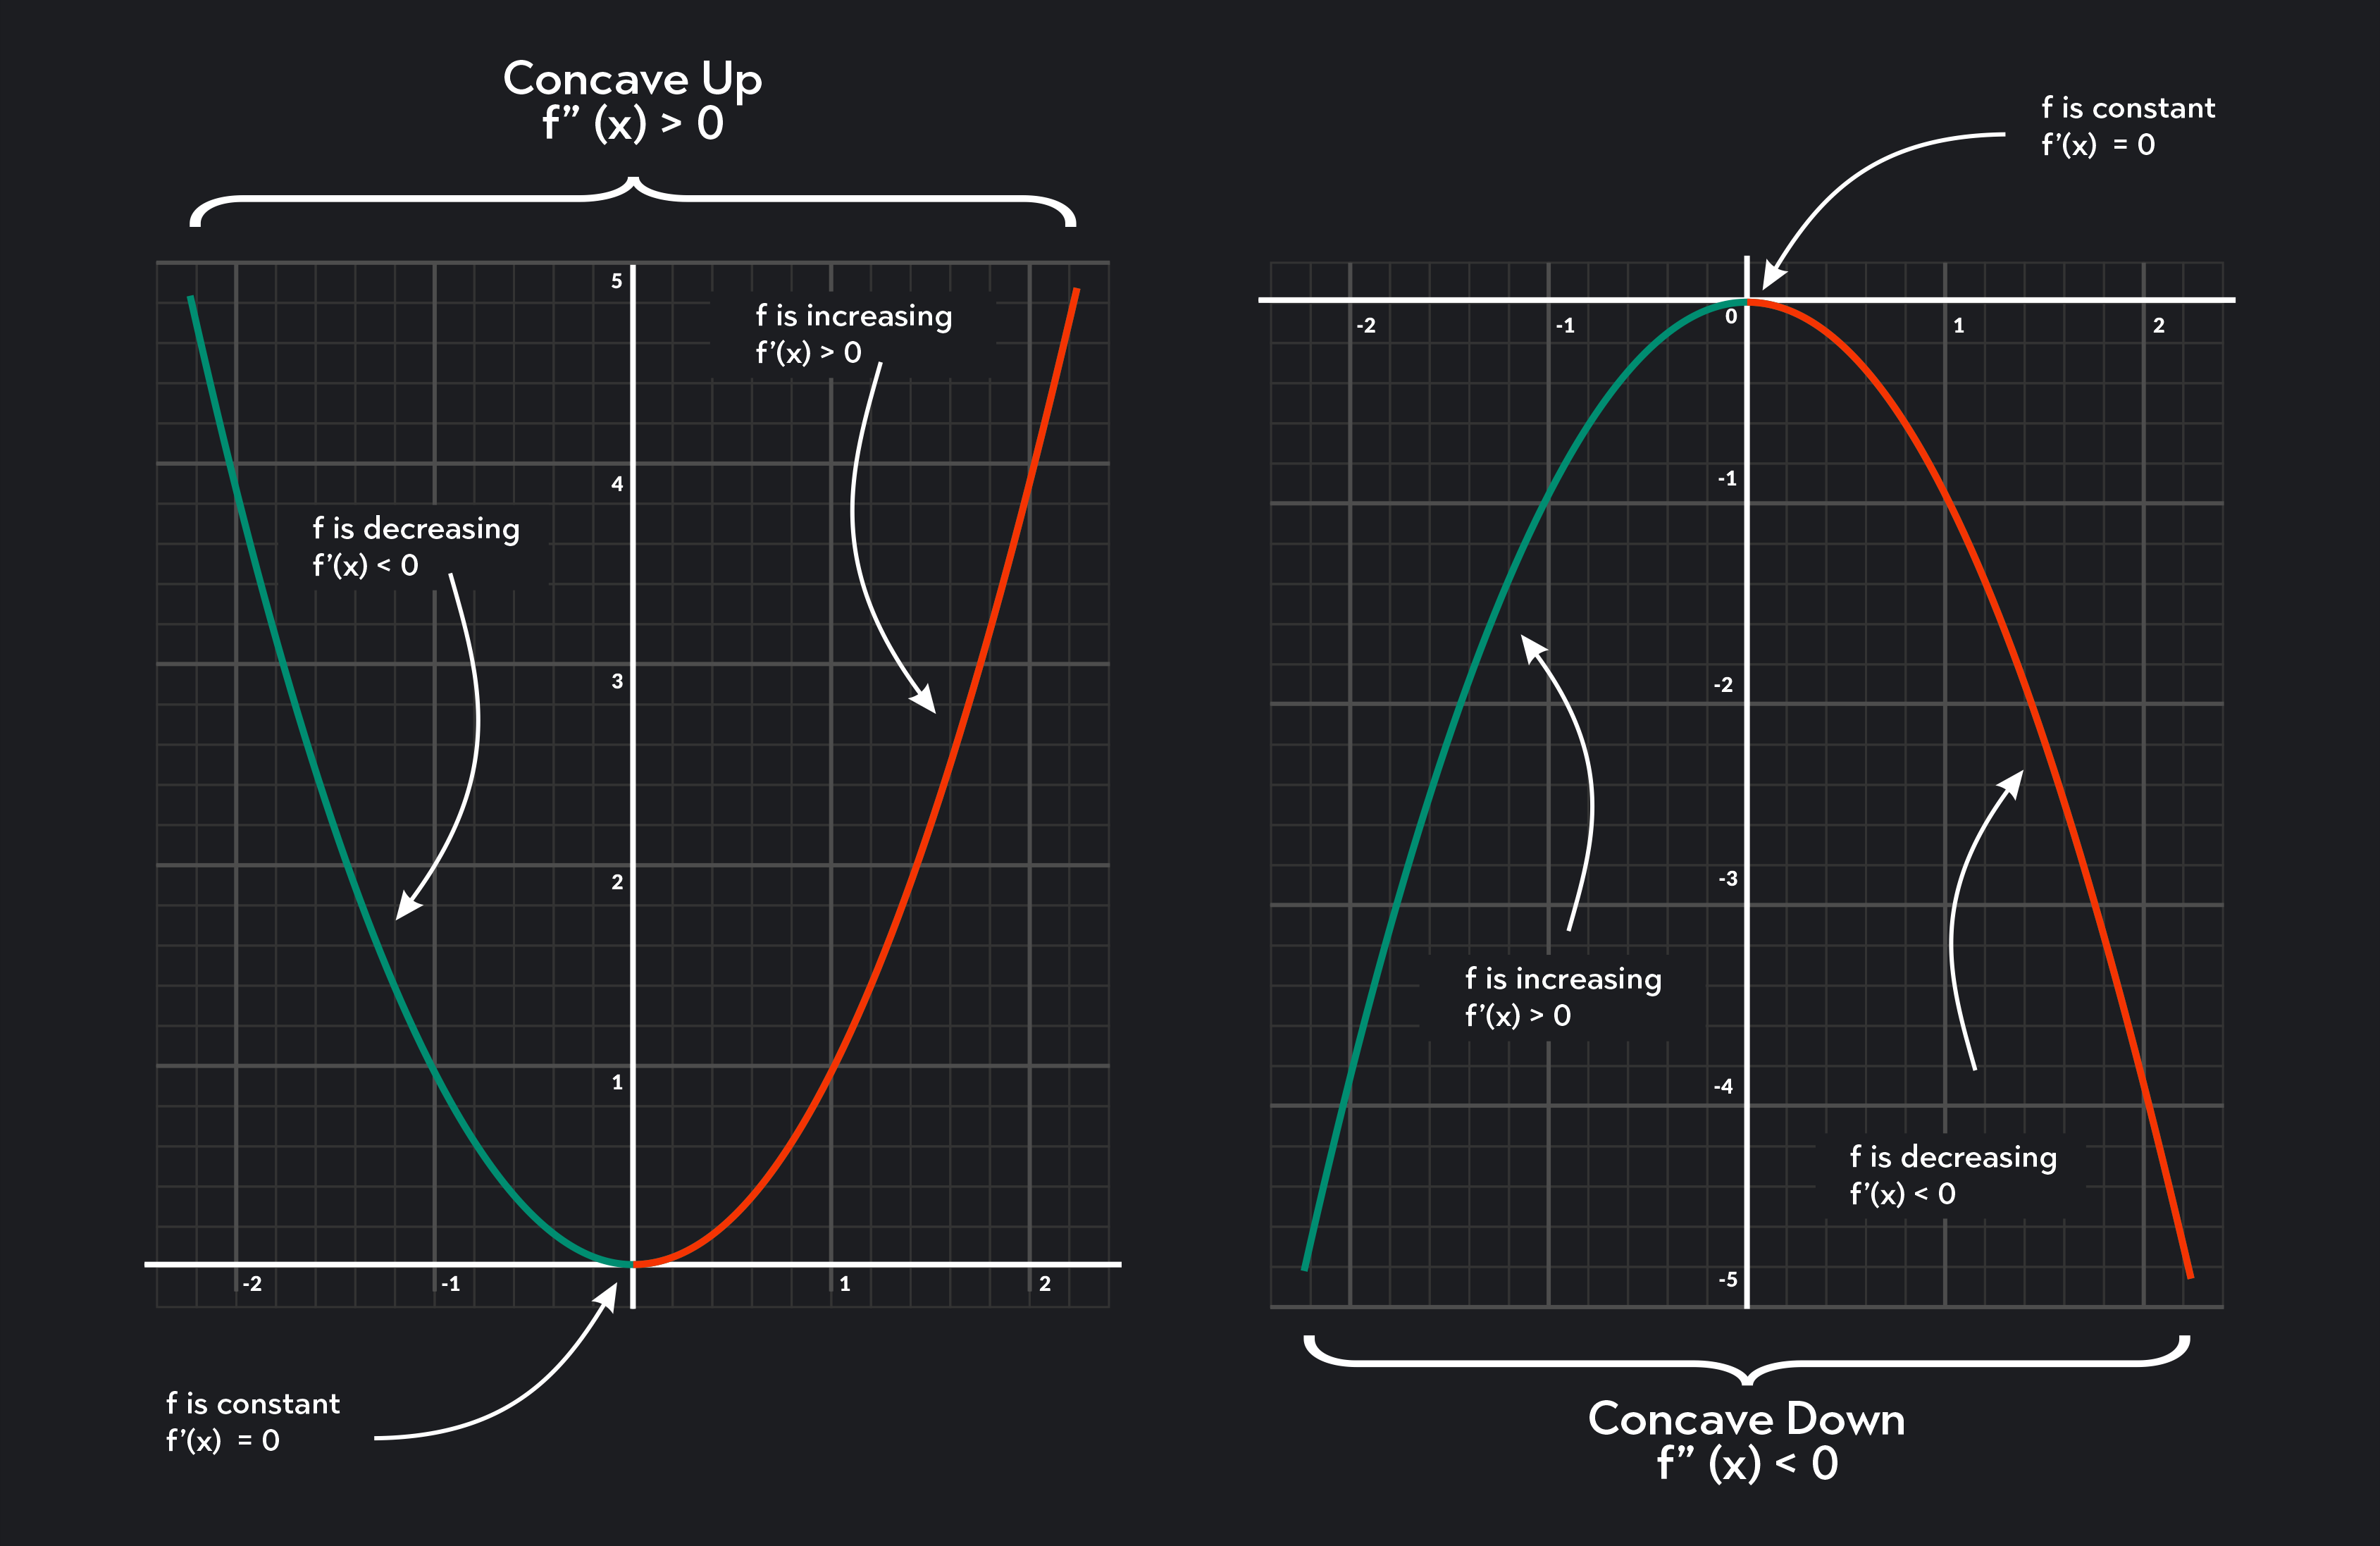 Concave Up
f” (x) > 0
5
f is increasing
f’(x) > 0
4
f is decreasing
f’(x) < 0
3
2
1
-2 -1 1 2
f is constant
f’(x) = 0
f is constant
f’(x) = 0
-2 -1 0 1 2
-1
-2
-3
f is increasing
f’(x) > 0
-4
f is decreasing
f’(x) < 0
-5
Concave Down
f” (x) < 0